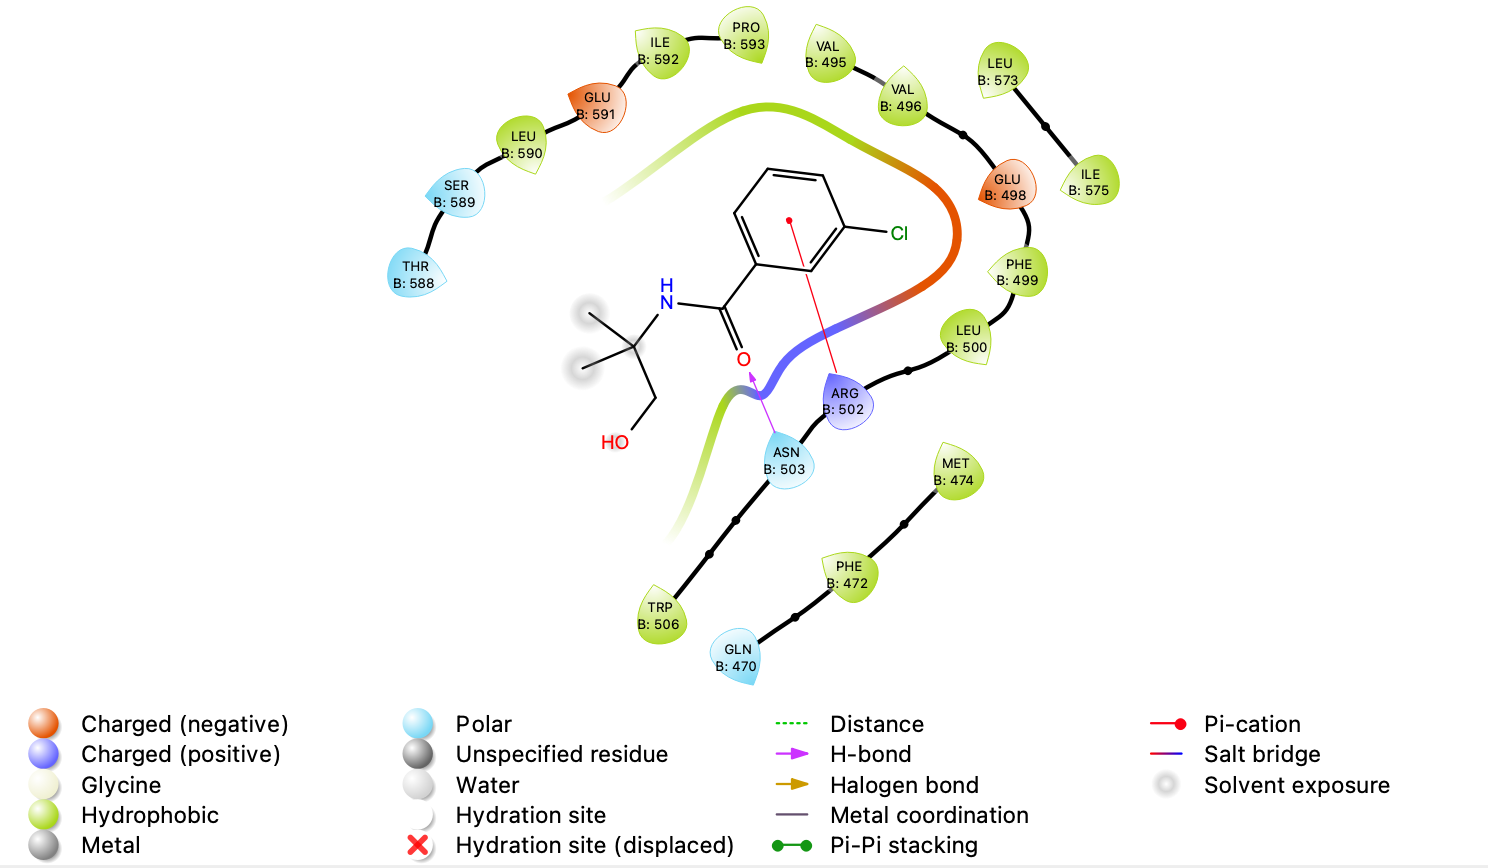 PRO
B: 593
ILE
B: 592
VAL
B: 495
LEU
B: 573
VAL
B: 496
GLU
B: 591
LEU
B: 590
SER
B: 589
GLU
B: 498
ILE
B: 575
THR
B: 588
Cl
PHE
B: 499
H
N
LEU
B: 500
O
ARG
B: 502
HO
ASN
B: 503
MET
B: 474
PHE
B: 472
TRP
B: 506
GLN
B: 470
Charged (negative)
Charged (positive)
Glycine
Hydrophobic
Metal
Polar
Unspecified residue
Water
Hydration site
Hydration site (displaced)
Distance
H-bond
Halogen bond
Metal coordination
Pi-Pi stacking
Pi-cation
Salt bridge
Solvent exposure